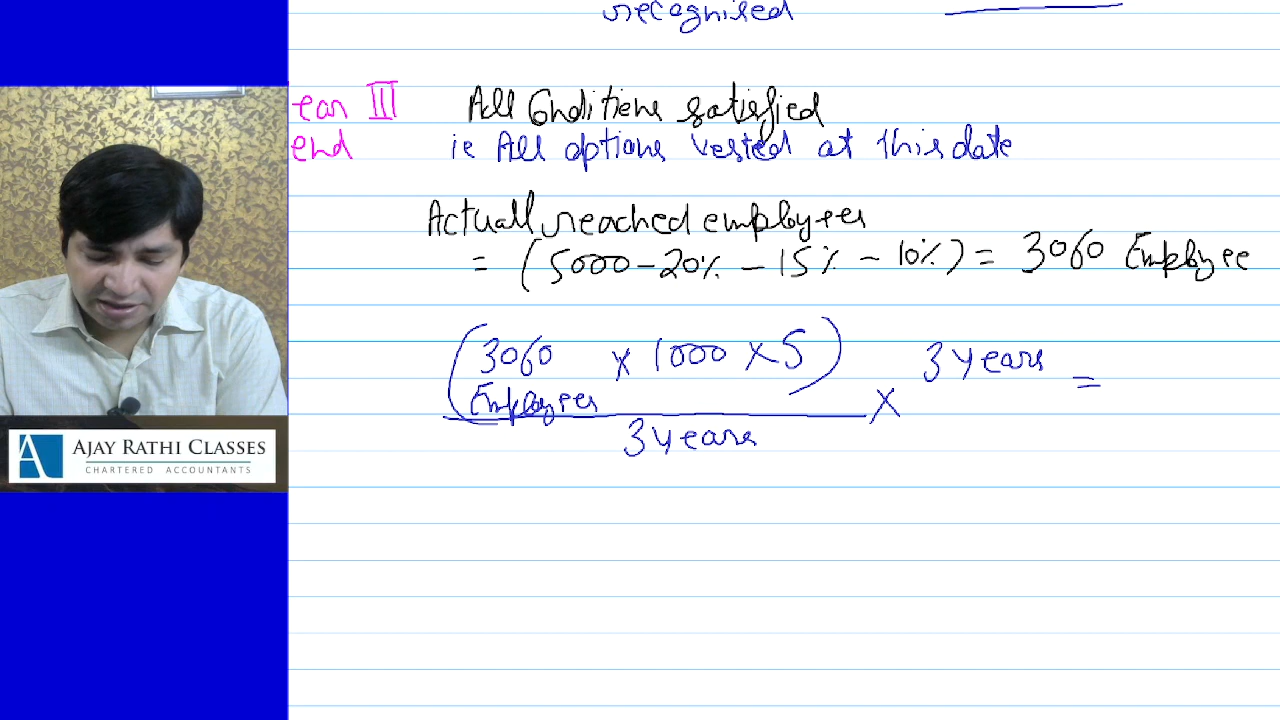 recognised
ear III All Conditions satisfied
end ie All options vested at this date
Actuall reached employees
= (5000 - 20% - 15% - 10%) = 3060 Employee
(3060 x 1000 x 5) x 3 years =
Employees
3 years
AJAY RATHI CLASSES
CHARTERED ACCOUNTANTS